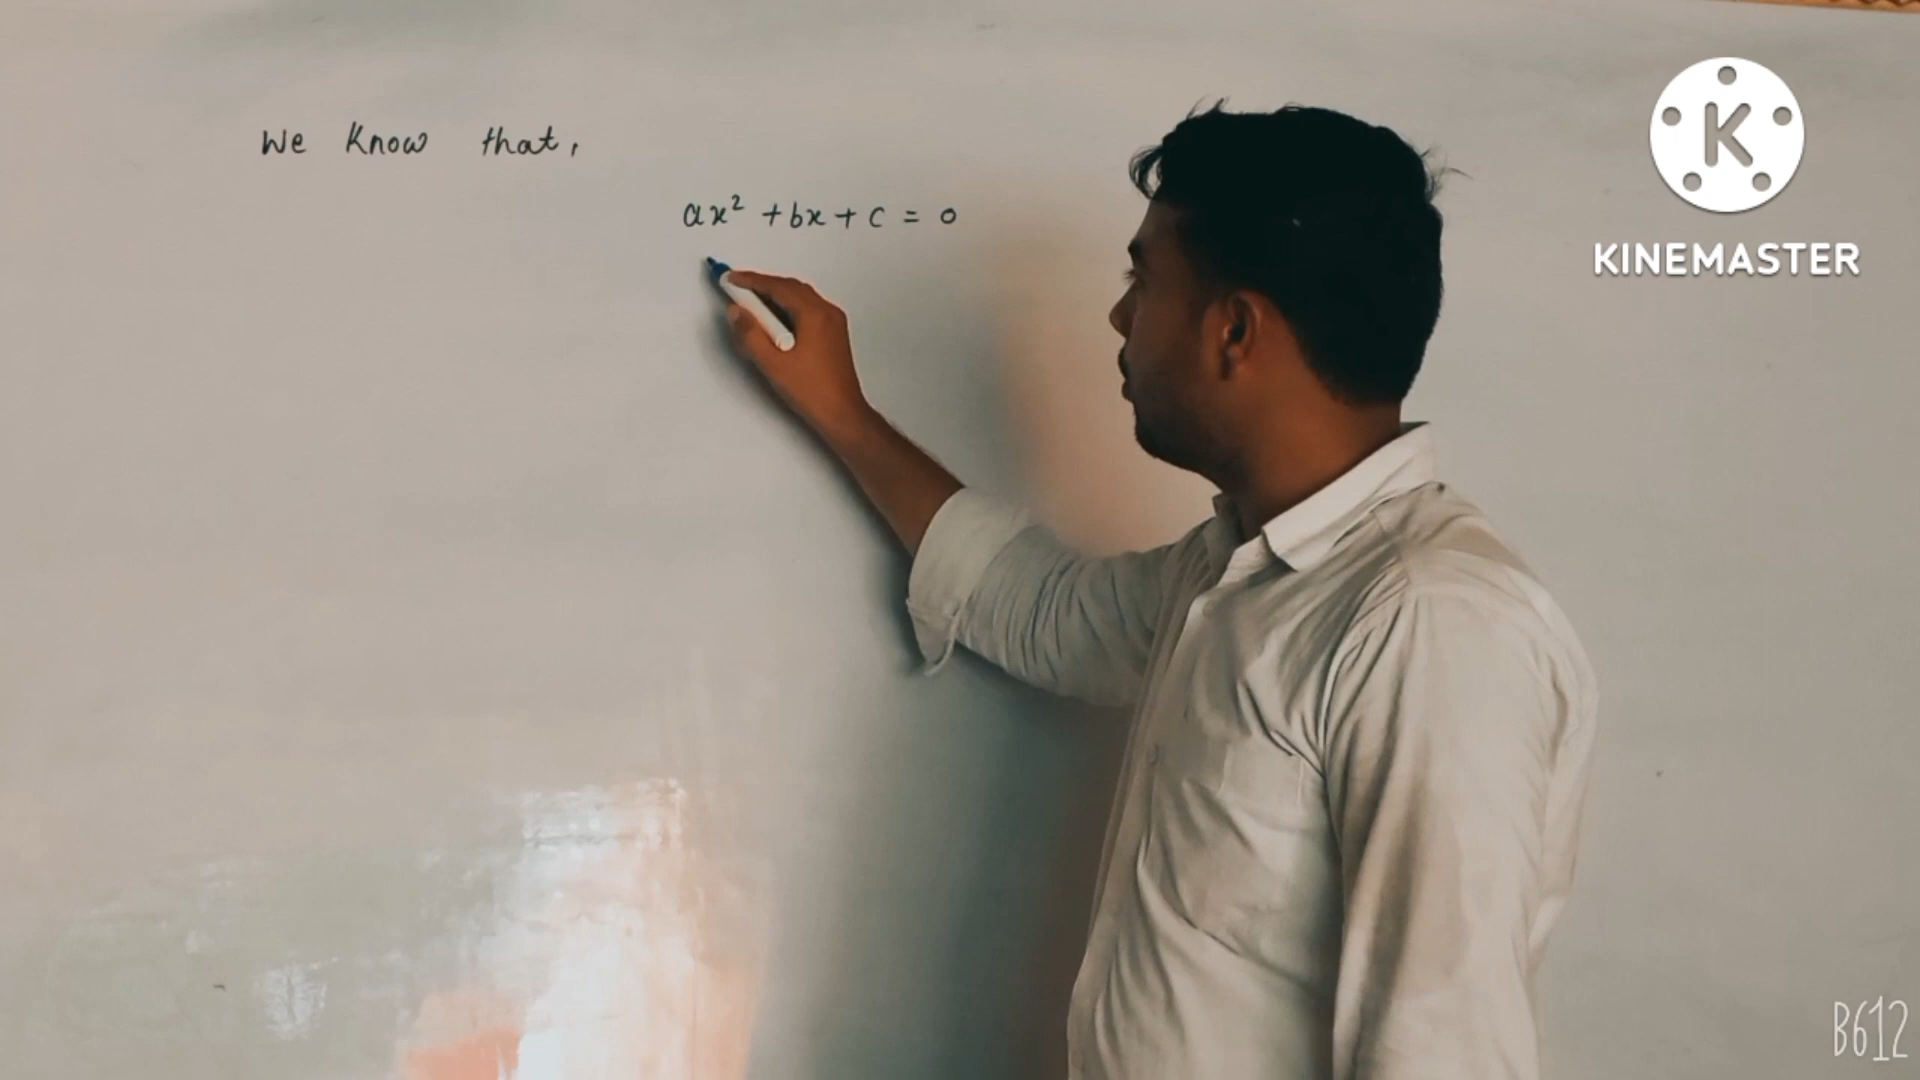 We Know that,
ax² + bx + c = 0
K
KINEMASTER
B612